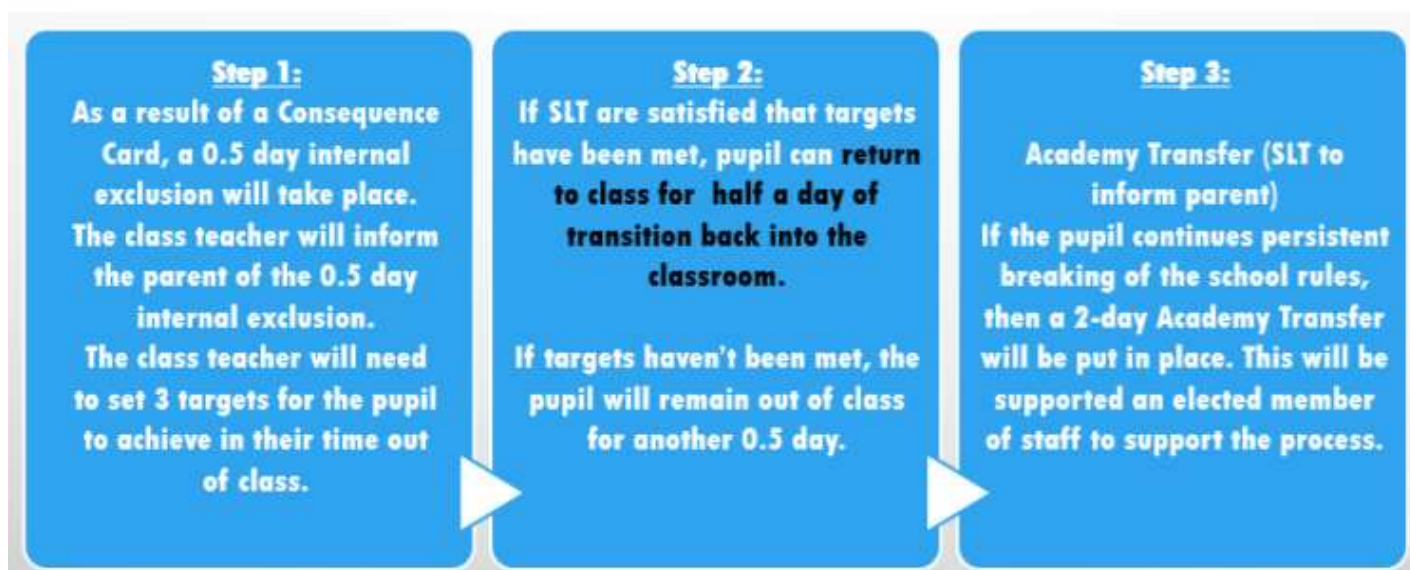 Step 1:
As a result of a Consequence
Card, a 0.5 day internal
exclusion will take place.
The class teacher will inform
the parent of the 0.5 day
internal exclusion.
The class teacher will need
to set 3 targets for the pupil
to achieve in their time out
of class.
Step 2:
If SLT are satisfied that targets
have been met, pupil can return
to class for half a day of
transition back into the
classroom.
If targets haven't been met, the
pupil will remain out of class
for another 0.5 day.
Step 3:
Academy Transfer (SLT to
inform parent)
If the pupil continues persistent
breaking of the school rules,
then a 2-day Academy Transfer
will be put in place. This will be
supported an elected member
of staff to support the process.